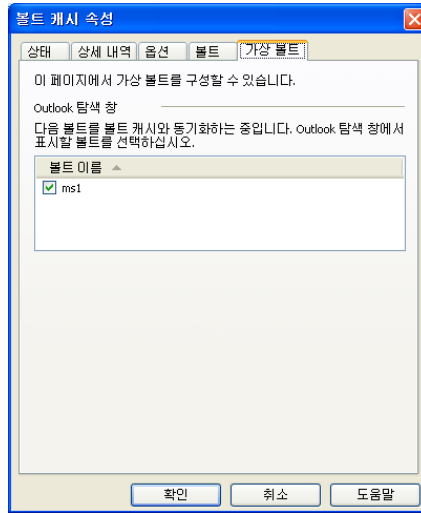 볼트 캐시 속성
상태 상세 내역 옵션 볼트 가상 볼트
이 페이지에서 가상 볼트를 구성할 수 있습니다.
Outlook 탐색 창
다음 볼트를 볼트 캐시와 동기화하는 중입니다. Outlook 탐색 창에서
표시할 볼트를 선택하십시오.
볼트 이름
ms1
확인 취소 도움말